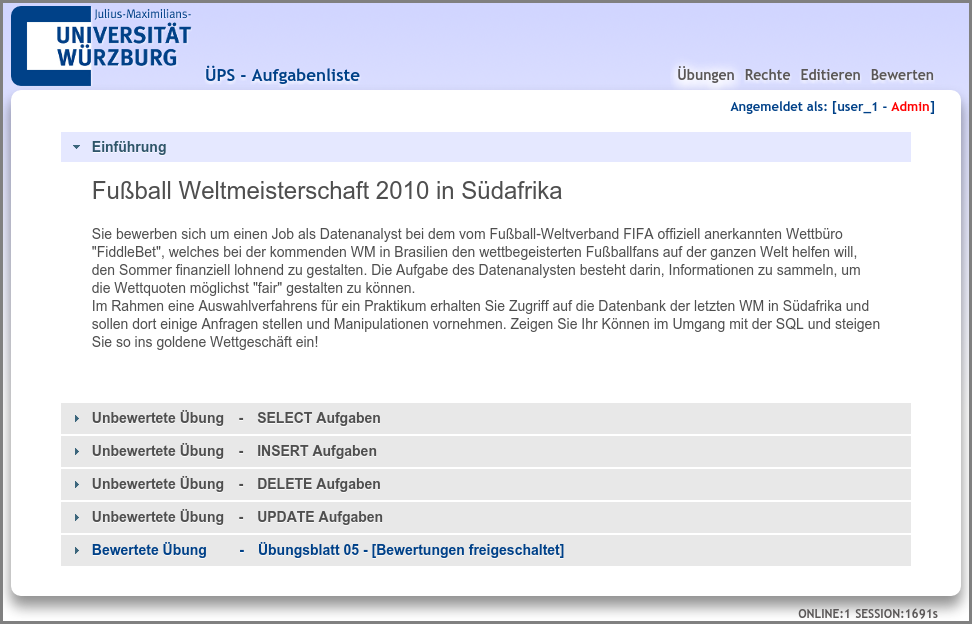 Julius-Maximilians-
UNIVERSITÄT
WÜRZBURG
ÜPS - Aufgabenliste
Übungen Rechte Editieren Bewerten
Angemeldet als: [user_1 - Admin]
Einführung
Fußball Weltmeisterschaft 2010 in Südafrika
Sie bewerben sich um einen Job als Datenanalyst bei dem vom Fußball-Weltverband FIFA offiziell anerkannten Wettbüro
"FiddleBet", welches bei der kommenden WM in Brasilien den wettbegeisterten Fußballfans auf der ganzen Welt helfen will,
den Sommer finanziell lohnend zu gestalten. Die Aufgabe des Datenanalysten besteht darin, Informationen zu sammeln, um
die Wettquoten möglichst "fair" gestalten zu können.
Im Rahmen eine Auswahlverfahrens für ein Praktikum erhalten Sie Zugriff auf die Datenbank der letzten WM in Südafrika und
sollen dort einige Anfragen stellen und Manipulationen vornehmen. Zeigen Sie Ihr Können im Umgang mit der SQL und steigen
Sie so ins goldene Wettgeschäft ein!
Unbewertete Übung - SELECT Aufgaben
Unbewertete Übung - INSERT Aufgaben
Unbewertete Übung - DELETE Aufgaben
Unbewertete Übung - UPDATE Aufgaben
Bewertete Übung - Übungsblatt 05 - [Bewertungen freigeschaltet]
ONLINE:1 SESSION:1691s